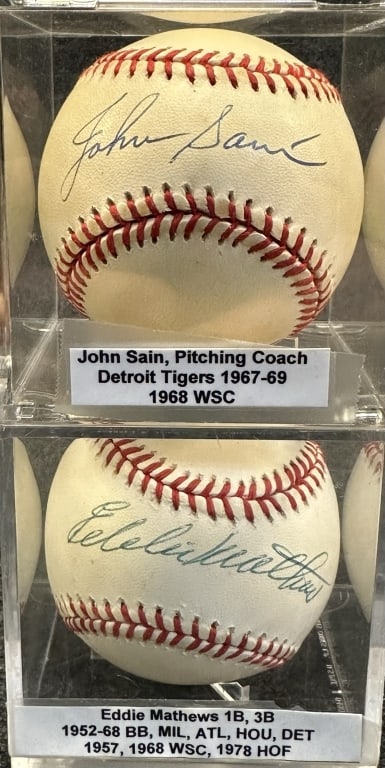 John Sain
John Sain, Pitching Coach
Detroit Tigers 1967-69
1968 WSC
Eddie Mathews
Eddie Mathews 1B, 3B
1952-68 BB, MIL, ATL, HOU, DET
1957, 1968 WSC, 1978 HOF